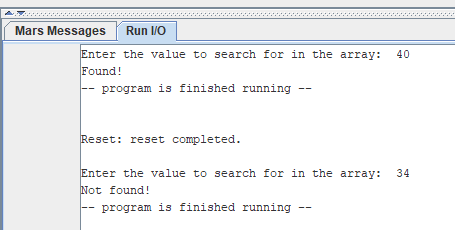 Mars Messages Run I/O
Enter the value to search for in the array:  40
Found!
-- program is finished running --
Reset: reset completed.
Enter the value to search for in the array:  34
Not found!
-- program is finished running --